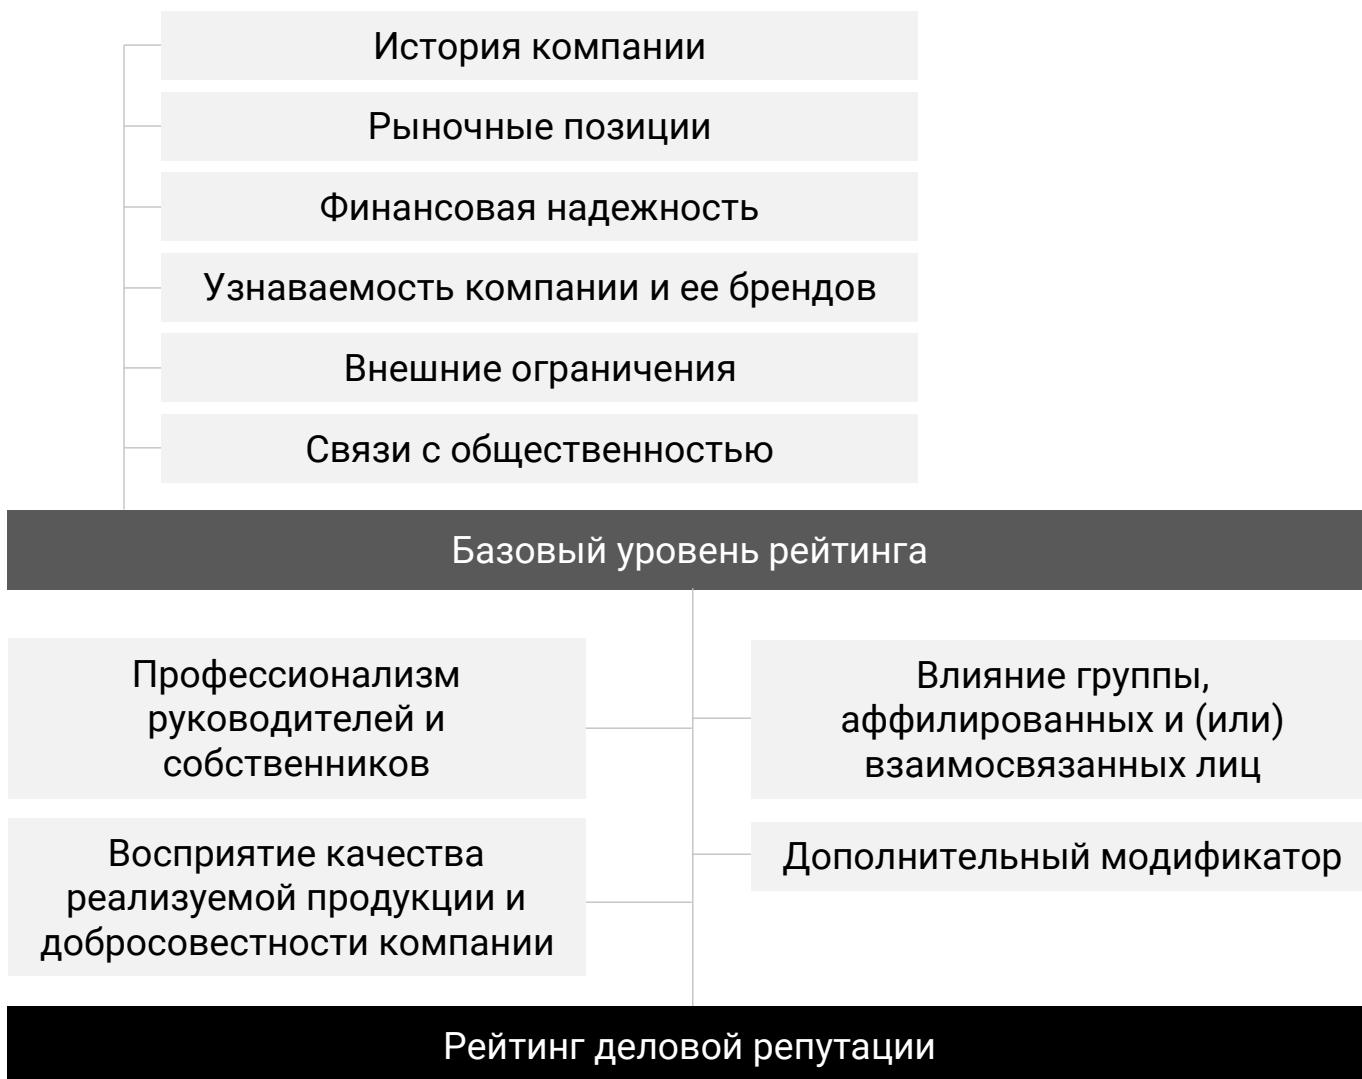 История компании
Рыночные позиции
Финансовая надежность
Узнаваемость компании и ее брендов
Внешние ограничения
Связи с общественностью
Базовый уровень рейтинга
Профессионализм
руководителей и
собственников
Восприятие качества
реализуемой продукции и
добросовестности компании
Влияние группы,
аффилированных и (или)
взаимосвязанных лиц
Дополнительный модификатор
Рейтинг деловой репутации